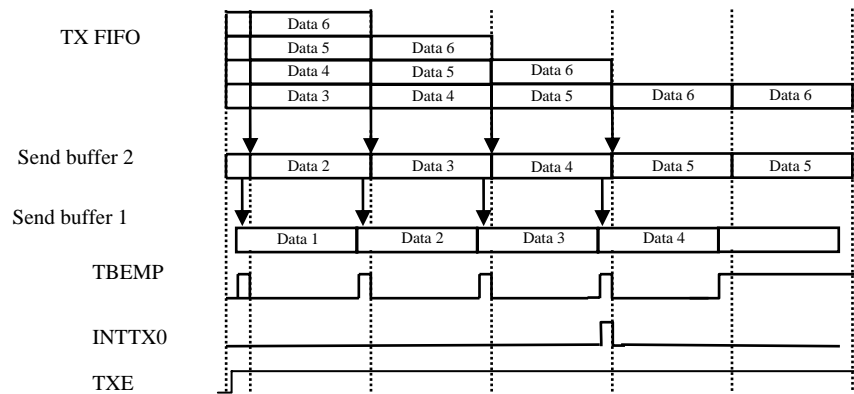 TX FIFO
Data 6
Data 5 Data 6
Data 4 Data 5 Data 6
Data 3 Data 4 Data 5 Data 6 Data 6
Send buffer 2
Data 2 Data 3 Data 4 Data 5 Data 5
Send buffer 1
Data 1 Data 2 Data 3 Data 4
TBEMP
INTTX0
TXE